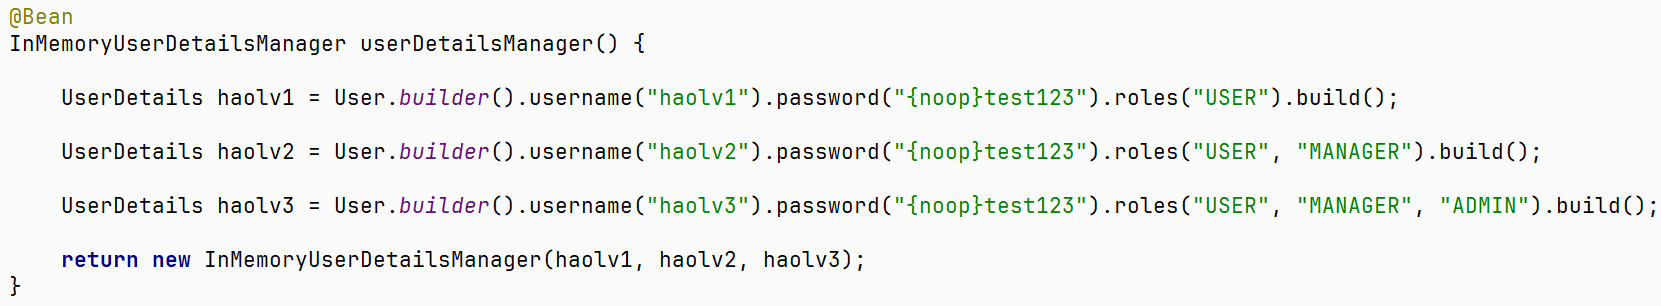 @Bean
InMemoryUserDetailsManager userDetailsManager() {
    UserDetails haolv1 = User.builder().username("haolv1").password("{noop}test123").roles("USER").build();
    UserDetails haolv2 = User.builder().username("haolv2").password("{noop}test123").roles("USER", "MANAGER").build();
    UserDetails haolv3 = User.builder().username("haolv3").password("{noop}test123").roles("USER", "MANAGER", "ADMIN").build();
    return new InMemoryUserDetailsManager(haolv1, haolv2, haolv3);
}